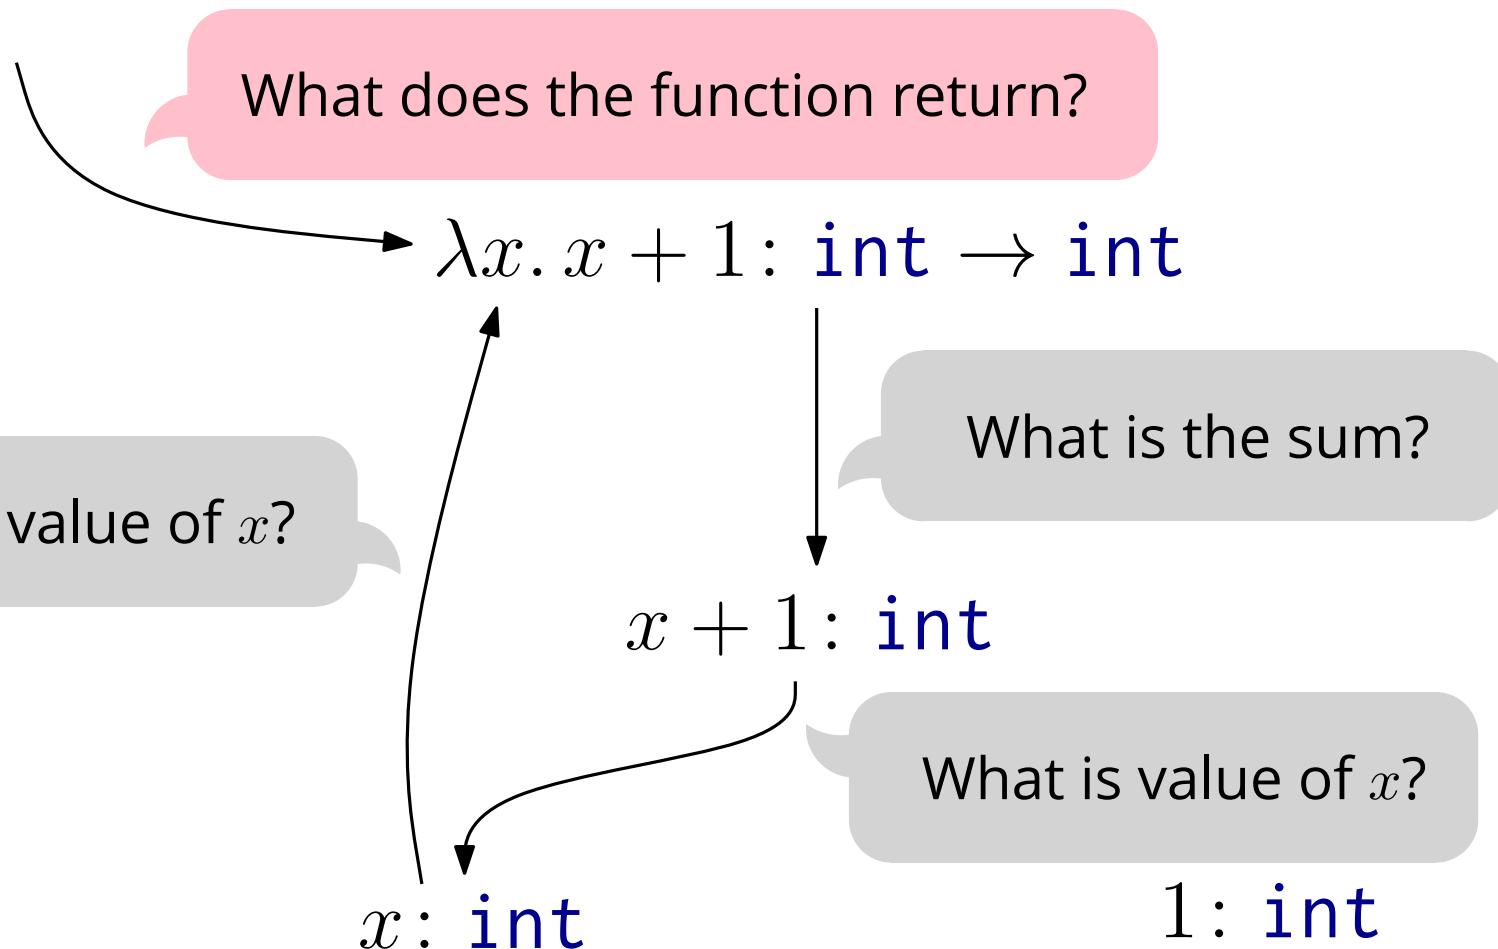 What does the function return?
λx. x + 1: int → int
What is the sum?
value of x?
x + 1: int
What is value of x?
x: int
1: int